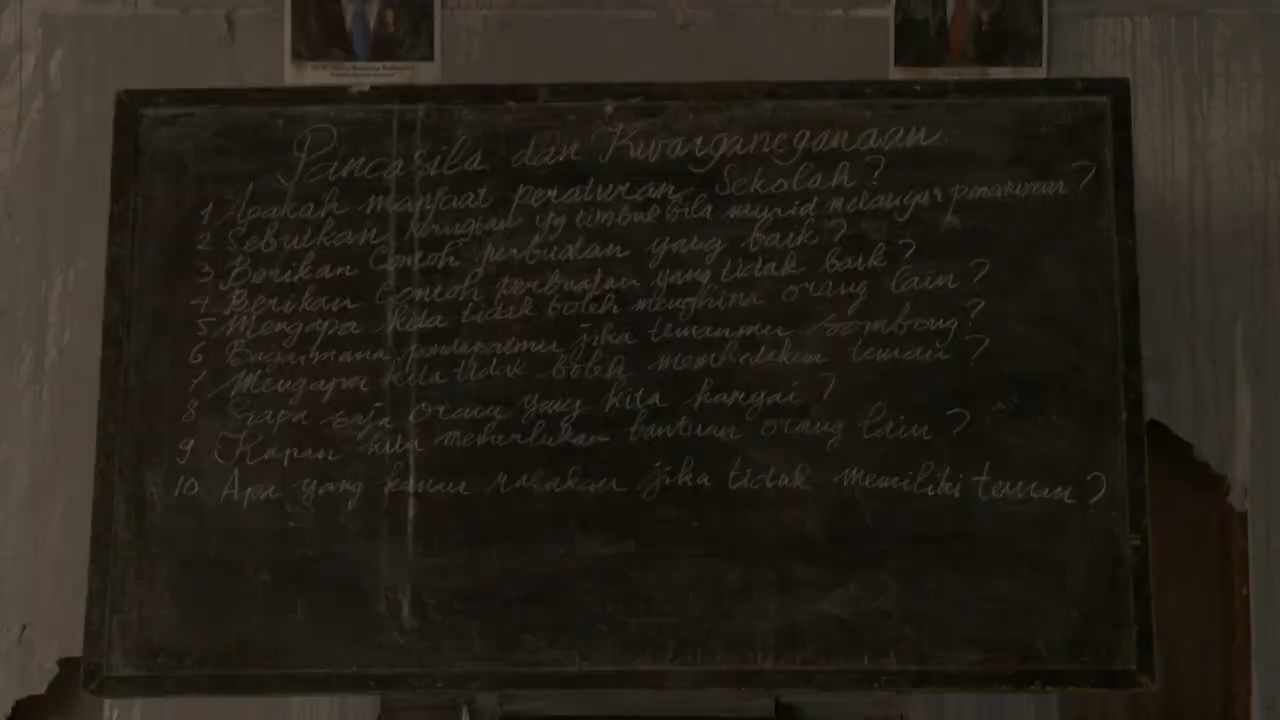 Pancasila dan Kwarganegaraan
1 Apakah manfaat peraturan Sekolah?
2 Sebutkan kerugian yg timbul bila murid melanggar peraturan?
3 Berikan Contoh perbuatan yang baik?
4 Berikan Contoh perbuatan yang tidak baik?
5. Mengapa kita tidak boleh menghina orang lain?
6 Bagaimana pendapatmu jika temanmu sombong?
7 Mengapa kita tidak boleh membedakan teman?
8 Siapa saja orang yang kita hargai?
9 Kapan kita memerlukan bantuan orang lain?
10 Apa yang kamu rasakan jika tidak memiliki teman?